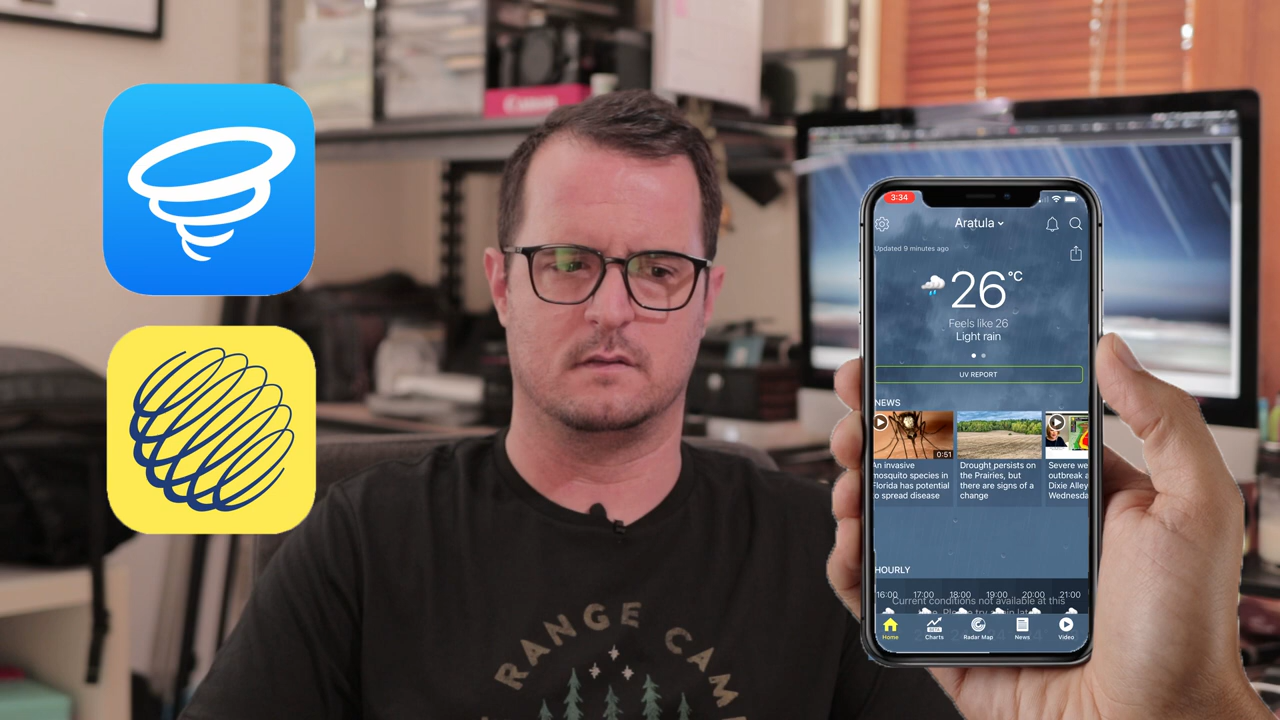 Canon
3:34
Aratula
Updated 9 minutes ago
26°C
Feels like 26
Light rain
UV REPORT
NEWS
0:51
An invasive
mosquito species in
Florida has potential
to spread disease
Drought persists on
the Prairies, but
there are signs of a
change
Severe we
outbreak a
Dixie Alley
Wednesda
HOURLY
16:00 17:00 18:00 19:00 20:00 21:00
Current conditions not available at this
Home
BETA
Charts
Radar Map
News
Video
RANGE CAM